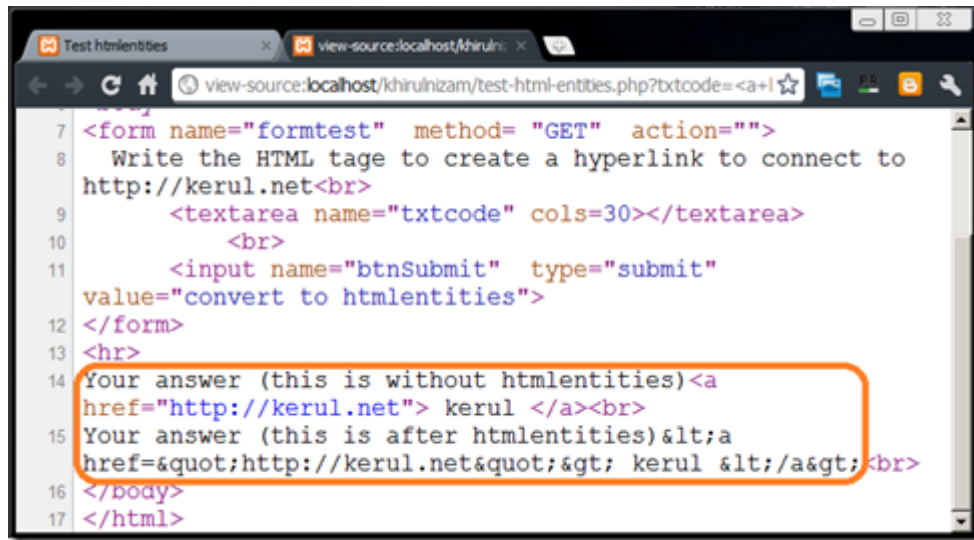 Test htmlentities
view-source:localhost/khirulni
view-source:localhost/khirulnizam/test-html-entities.php?txtcode=<a+
7 <form name="formtest" method= "GET" action="">
8 Write the HTML tage to create a hyperlink to connect to
http://kerul.net<br>
9 <textarea name="txtcode" cols=30></textarea>
10 <br>
11 <input name="btnSubmit" type="submit"
value="convert to htmlentities">
12 </form>
13 <hr>
14 Your answer (this is without htmlentities)<a
href="http://kerul.net"> kerul </a><br>
15 Your answer (this is after htmlentities)&lt;a
href=&quot;http://kerul.net&quot;&gt; kerul &lt;/a&gt;<br>
16 </body>
17 </html>